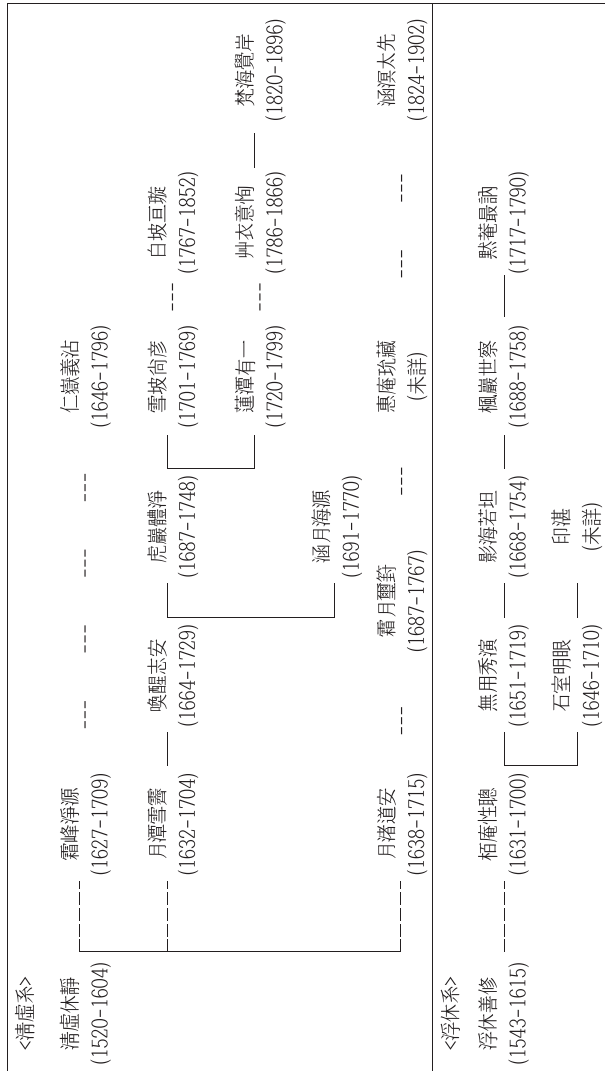 <淸虛系>
淸虛休靜
(1520-1604)
霜峰淨源
(1627-1709)
仁嶽義沾
(1646-1796)
月潭雪霽
(1632-1704)
喚醒志安
(1664-1729)
虎巖體淨
(1687-1748)
雪坡尙彦
(1701-1769)
白坡亘璇
(1767-1852)
蓮潭有一
(1720-1799)
艸衣意恂
(1786-1866)
梵海覺岸
(1820-1896)
涵月海源
(1691-1770)
月渚道安
(1638-1715)
霜月璽篈
(1687-1767)
惠庵玧藏
(未詳)
涵溟太先
(1824-1902)
<浮休系>
浮休善修
(1543-1615)
栢庵性聰
(1631-1700)
無用秀演
(1651-1719)
影海若坦
(1668-1754)
楓巖世察
(1688-1758)
黙菴最訥
(1717-1790)
石室明眼
(1646-1710)
印湛
(未詳)